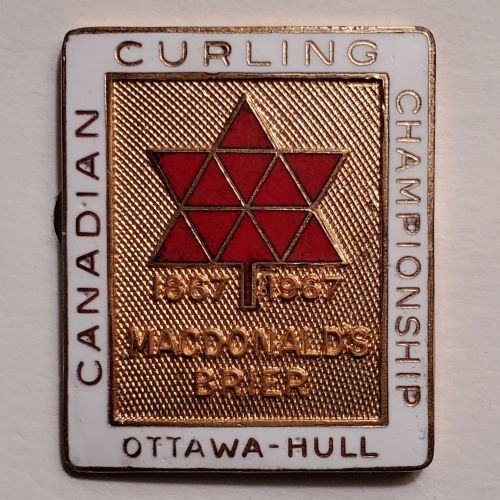 CANADIAN
CURLING
CHAMPIONSHIP
1867 1967
MACDONALD'S
BRIER
OTTAWA-HULL